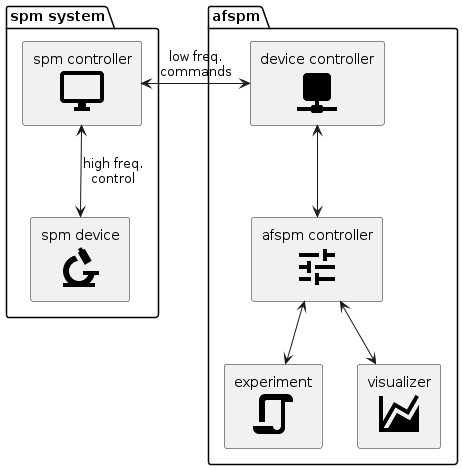 spm system
afspm
spm controller
low freq.
commands
device controller
high freq.
control
spm device
afspm controller
experiment
visualizer